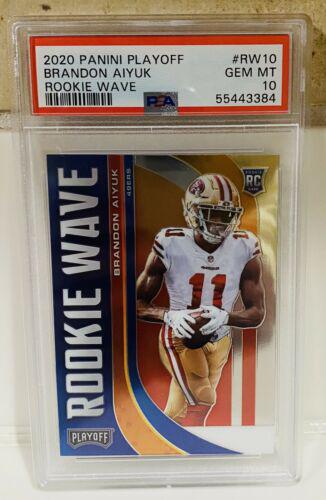 2020 PANINI PLAYOFF #RW10
BRANDON AIYUK GEM MT
ROOKIE WAVE 10
PSA 55443384
ROOKIE WAVE
BRANDON AIYUK
49ERS
ROOKIE
RC
11
PLAYOFF